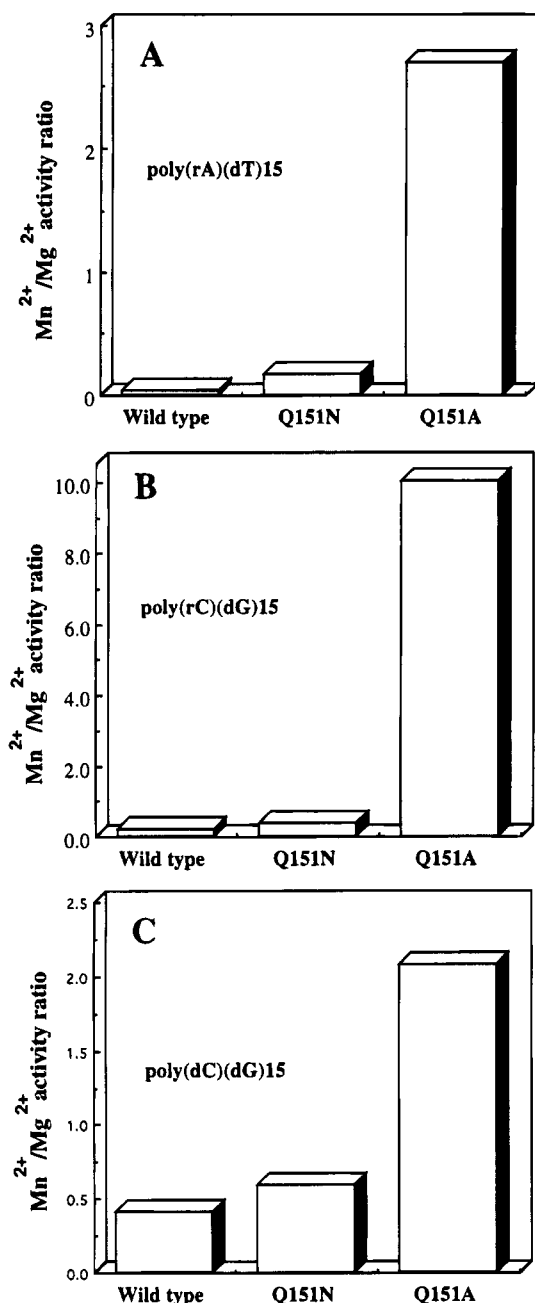 A
3
2
1
0
Mn2+/Mg2+ activity ratio
poly(rA)(dT)15
Wild type Q151N Q151A
B
10.0
8.0
6.0
4.0
2.0
0.0
Mn2+/Mg2+ activity ratio
poly(rC)(dG)15
Wild type Q151N Q151A
C
2.5
2.0
1.5
1.0
0.5
0.0
Mn2+/Mg2+ activity ratio
poly(dC)(dG)15
Wild type Q151N Q151A